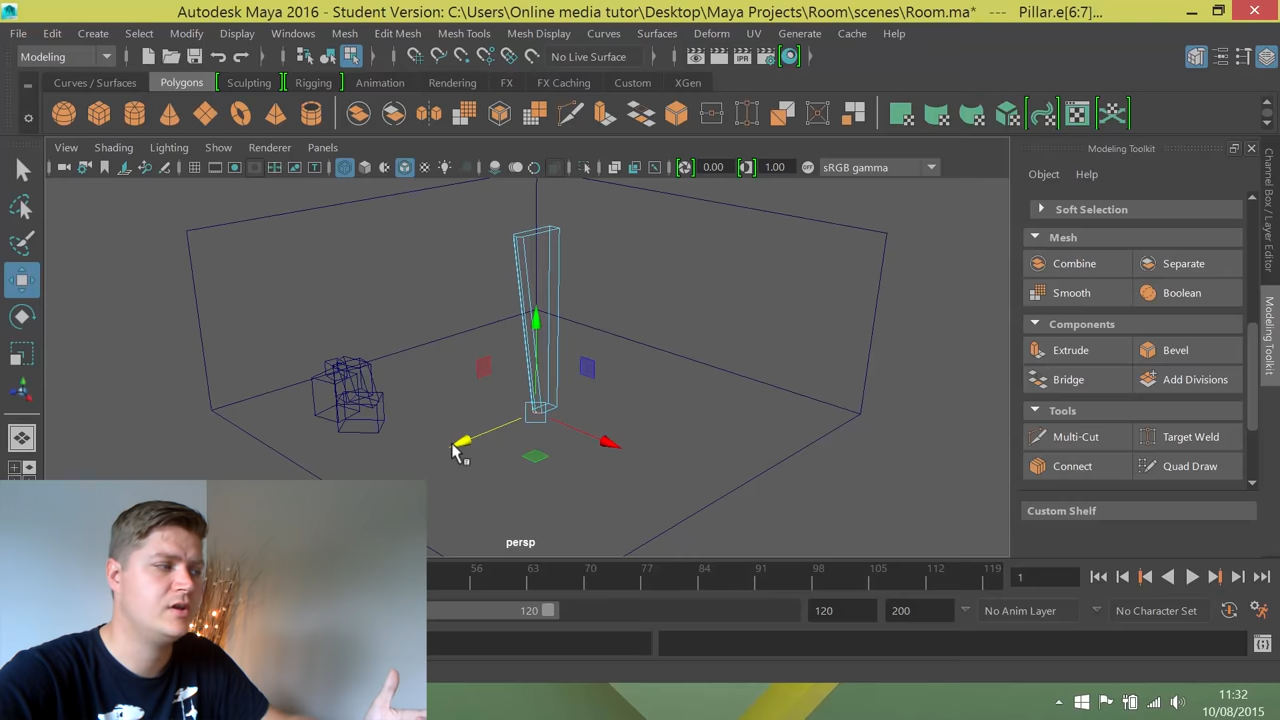 Autodesk Maya 2016 - Student Version: C:\Users\Online media tutor\Desktop\Maya Projects\Room\scenes\Room.ma* --- Pillar.e[6:7]...
File Edit Create Select Modify Display Windows Mesh Edit Mesh Mesh Tools Mesh Display Curves Surfaces Deform UV Generate Cache Help
Modeling No Live Surface
Curves / Surfaces Polygons Sculpting Rigging Animation Rendering FX FX Caching Custom XGen
View Shading Lighting Show Renderer Panels
0.00 1.00 sRGB gamma
Modeling Toolkit
Object Help
Soft Selection
Mesh
Combine Separate
Smooth Boolean
Components
Extrude Bevel
Bridge Add Divisions
Tools
Multi-Cut Target Weld
Connect Quad Draw
Custom Shelf
Channel Box / Layer Editor
Modeling Toolkit
persp
56 63 70 77 84 91 98 105 112 119
1
120 120 200 No Anim Layer No Character Set
11:32
10/08/2015